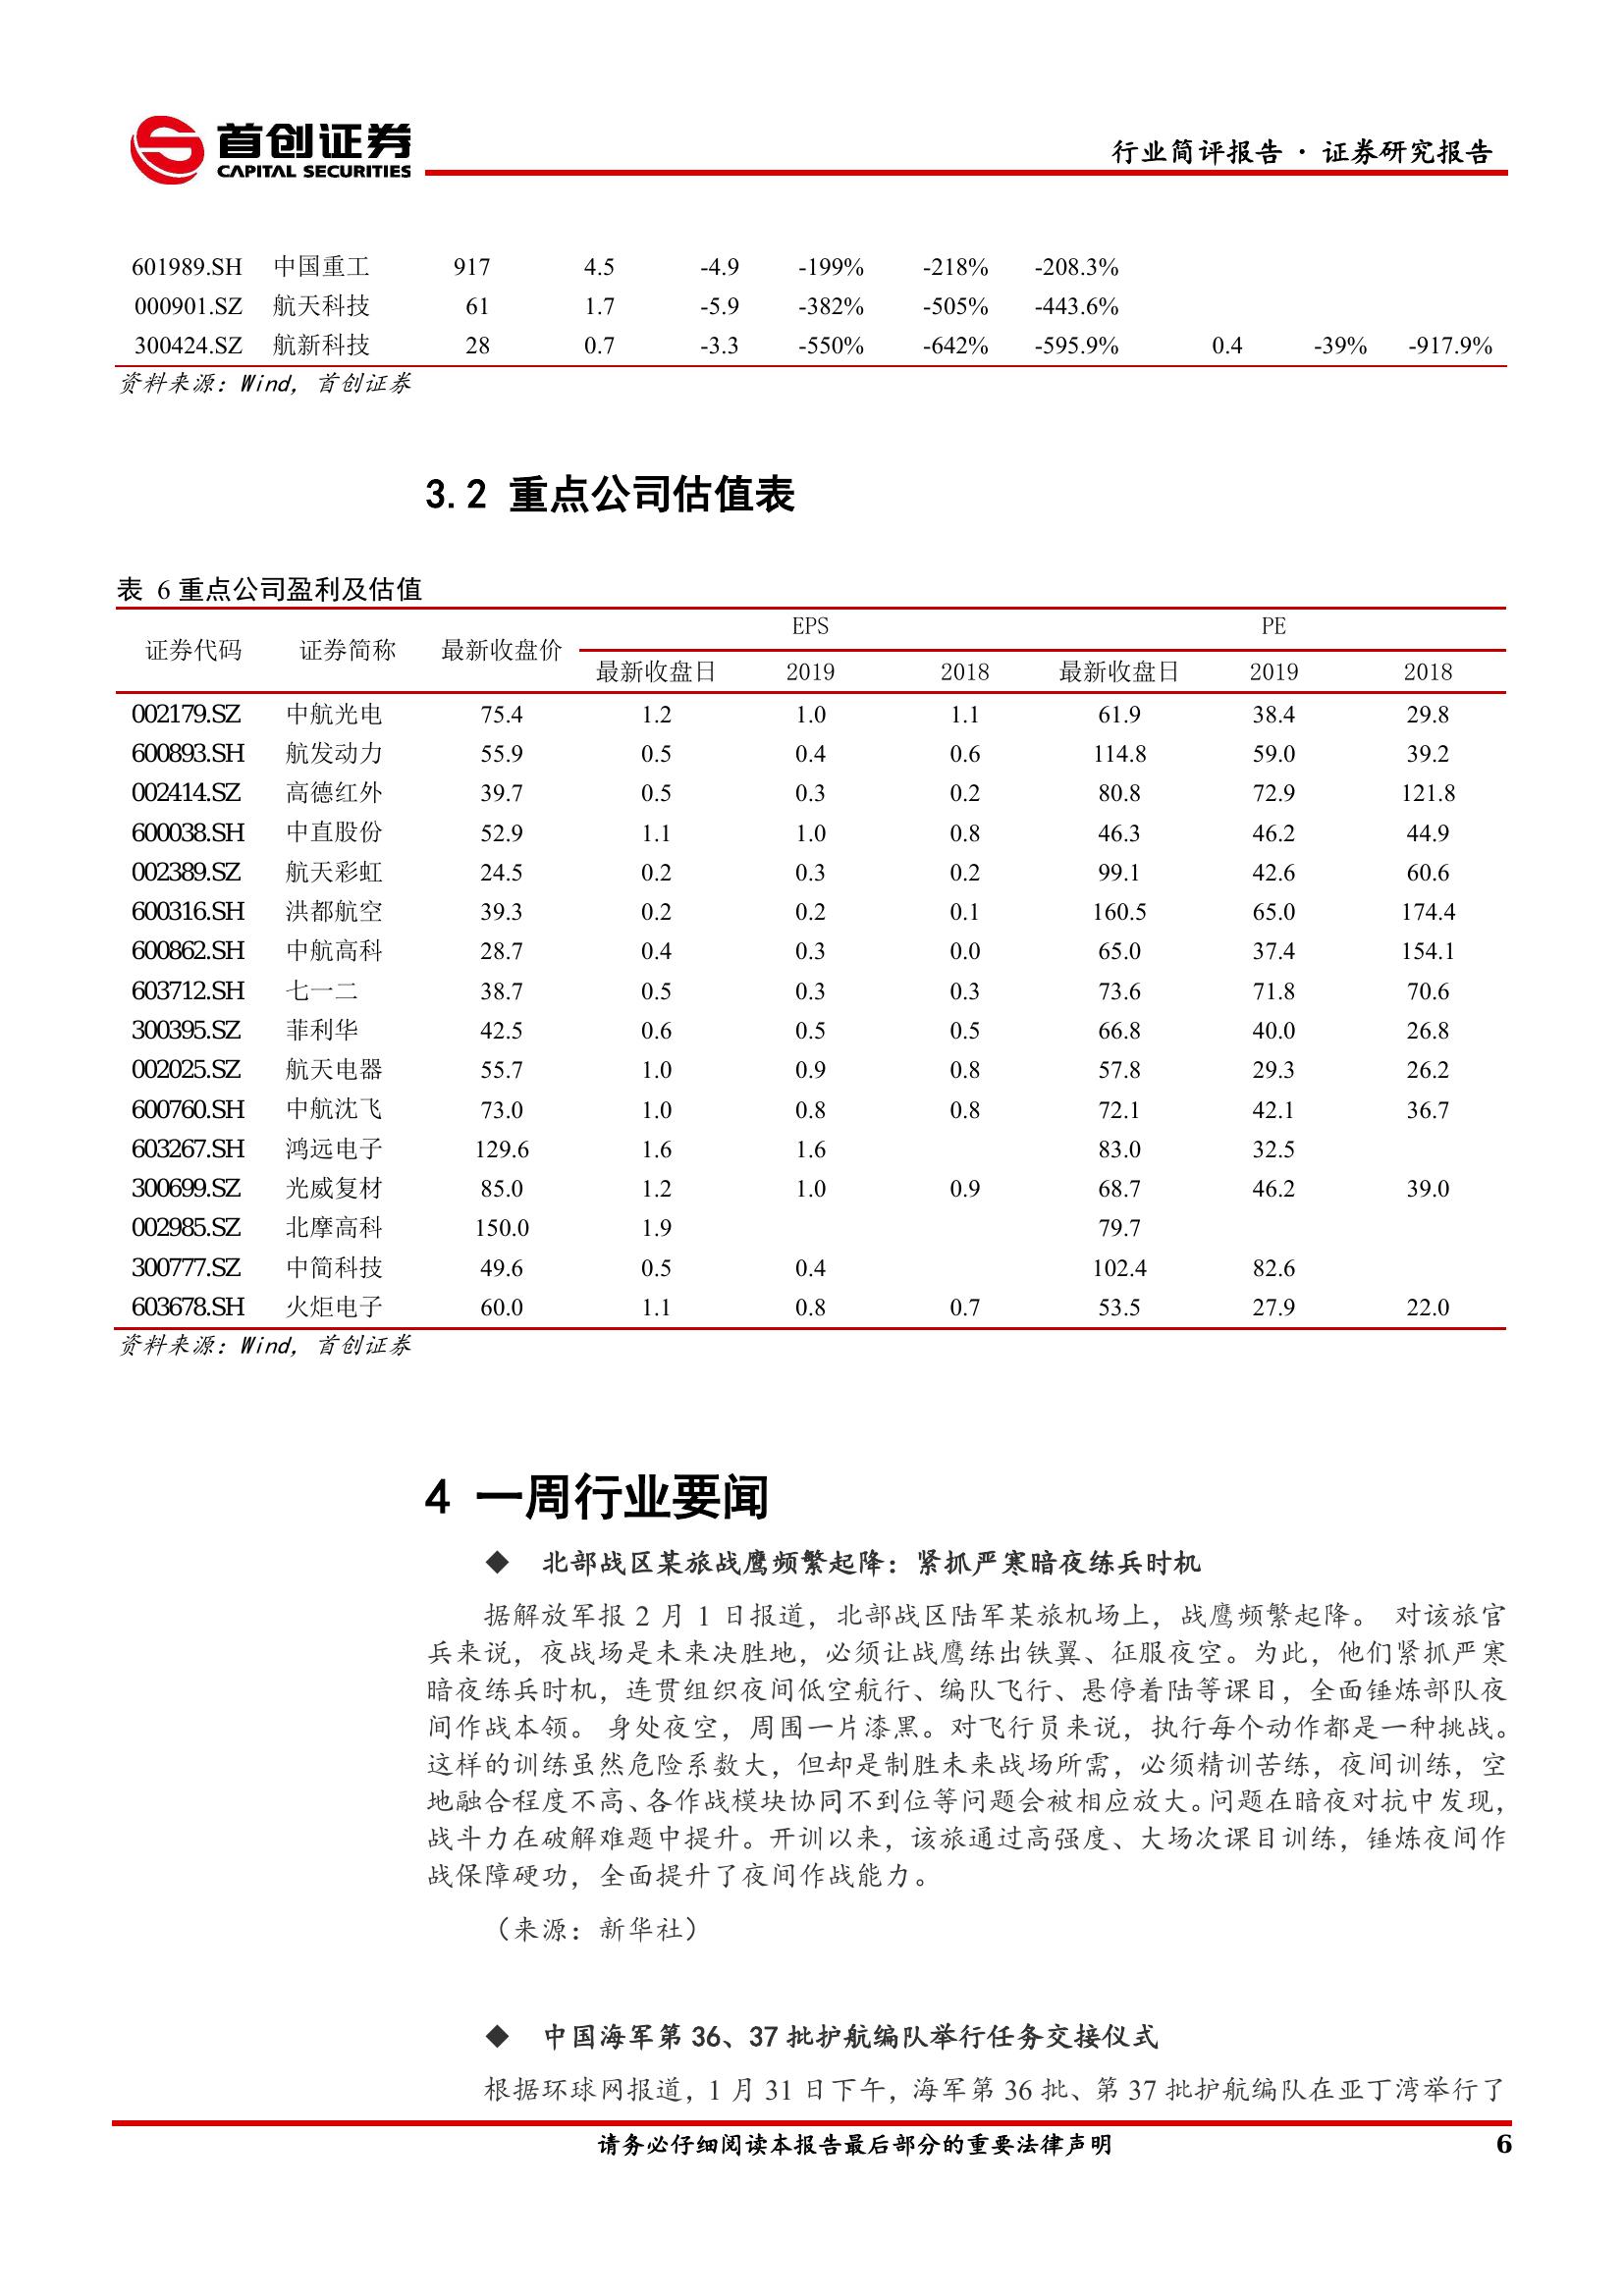 首创证券
CAPITAL SECURITIES
行业简评报告 · 证券研究报告
601989.SH 中国重工 917 4.5 -4.9 -199% -218% -208.3%
000901.SZ 航天科技 61 1.7 -5.9 -382% -505% -443.6%
300424.SZ 航新科技 28 0.7 -3.3 -550% -642% -595.9% 0.4 -39% -917.9%
资料来源：Wind, 首创证券
3.2 重点公司估值表
表 6 重点公司盈利及估值
证券代码 证券简称 最新收盘价 EPS PE
最新收盘日 2019 2018 最新收盘日 2019 2018
002179.SZ 中航光电 75.4 1.2 1.0 1.1 61.9 38.4 29.8
600893.SH 航发动力 55.9 0.5 0.4 0.6 114.8 59.0 39.2
002414.SZ 高德红外 39.7 0.5 0.3 0.2 80.8 72.9 121.8
600038.SH 中直股份 52.9 1.1 1.0 0.8 46.3 46.2 44.9
002389.SZ 航天彩虹 24.5 0.2 0.3 0.2 99.1 42.6 60.6
600316.SH 洪都航空 39.3 0.2 0.2 0.1 160.5 65.0 174.4
600862.SH 中航高科 28.7 0.4 0.3 0.0 65.0 37.4 154.1
603712.SH 七一二 38.7 0.5 0.3 0.3 73.6 71.8 70.6
300395.SZ 菲利华 42.5 0.6 0.5 0.5 66.8 40.0 26.8
002025.SZ 航天电器 55.7 1.0 0.9 0.8 57.8 29.3 26.2
600760.SH 中航沈飞 73.0 1.0 0.8 0.8 72.1 42.1 36.7
603267.SH 鸿远电子 129.6 1.6 1.6 83.0 32.5
300699.SZ 光威复材 85.0 1.2 1.0 0.9 68.7 46.2 39.0
002985.SZ 北摩高科 150.0 1.9 79.7
300777.SZ 中简科技 49.6 0.5 0.4 102.4 82.6
603678.SH 火炬电子 60.0 1.1 0.8 0.7 53.5 27.9 22.0
资料来源：Wind, 首创证券
4 一周行业要闻
◆ 北部战区某旅战鹰频繁起降：紧抓严寒暗夜练兵时机
据解放军报 2 月 1 日报道，北部战区陆军某旅机场上，战鹰频繁起降。 对该旅官
兵来说，夜战场是未来决胜地，必须让战鹰练出铁翼、征服夜空。为此，他们紧抓严寒
暗夜练兵时机，连贯组织夜间低空航行、编队飞行、悬停着陆等课目，全面锤炼部队夜
间作战本领。 身处夜空，周围一片漆黑。对飞行员来说，执行每个动作都是一种挑战。
这样的训练虽然危险系数大，但却是制胜未来战场所需，必须精训苦练，夜间训练，空
地融合程度不高、各作战模块协同不到位等问题会被相应放大。问题在暗夜对抗中发现，
战斗力在破解难题中提升。开训以来，该旅通过高强度、大场次课目训练，锤炼夜间作
战保障硬功，全面提升了夜间作战能力。
（来源：新华社）
◆ 中国海军第 36、37 批护航编队举行任务交接仪式
根据环球网报道，1 月 31 日下午，海军第 36 批、第 37 批护航编队在亚丁湾举行了
请务必仔细阅读本报告最后部分的重要法律声明 6